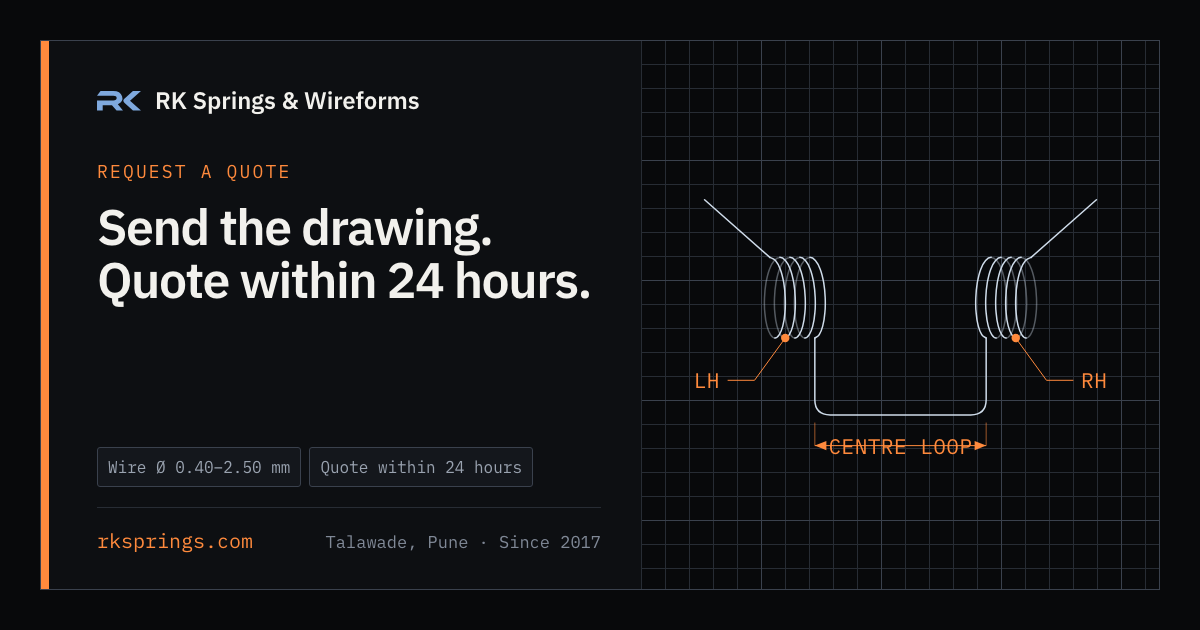 RK RK Springs & Wireforms
REQUEST A QUOTE
Send the drawing.
Quote within 24 hours.
Wire Ø 0.40–2.50 mm
Quote within 24 hours
rksprings.com
Talawade, Pune · Since 2017
LH
RH
CENTRE LOOP